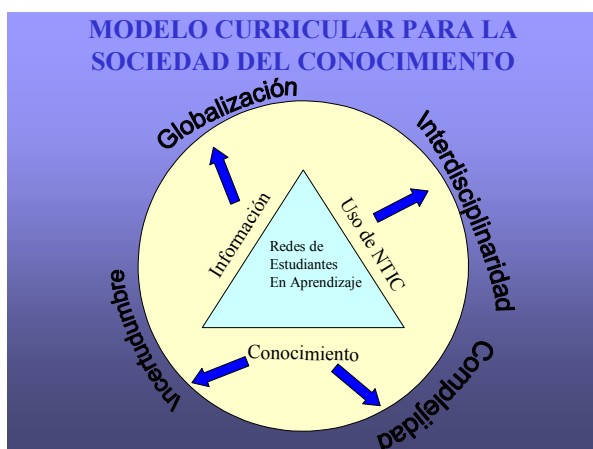 MODELO CURRICULAR PARA LA
SOCIEDAD DEL CONOCIMIENTO
Globalización
Interdisciplinaridad
Información
Uso de NTIC
Redes de
Estudiantes
En Aprendizaje
Incertudumbre
Conocimiento
Complejidad